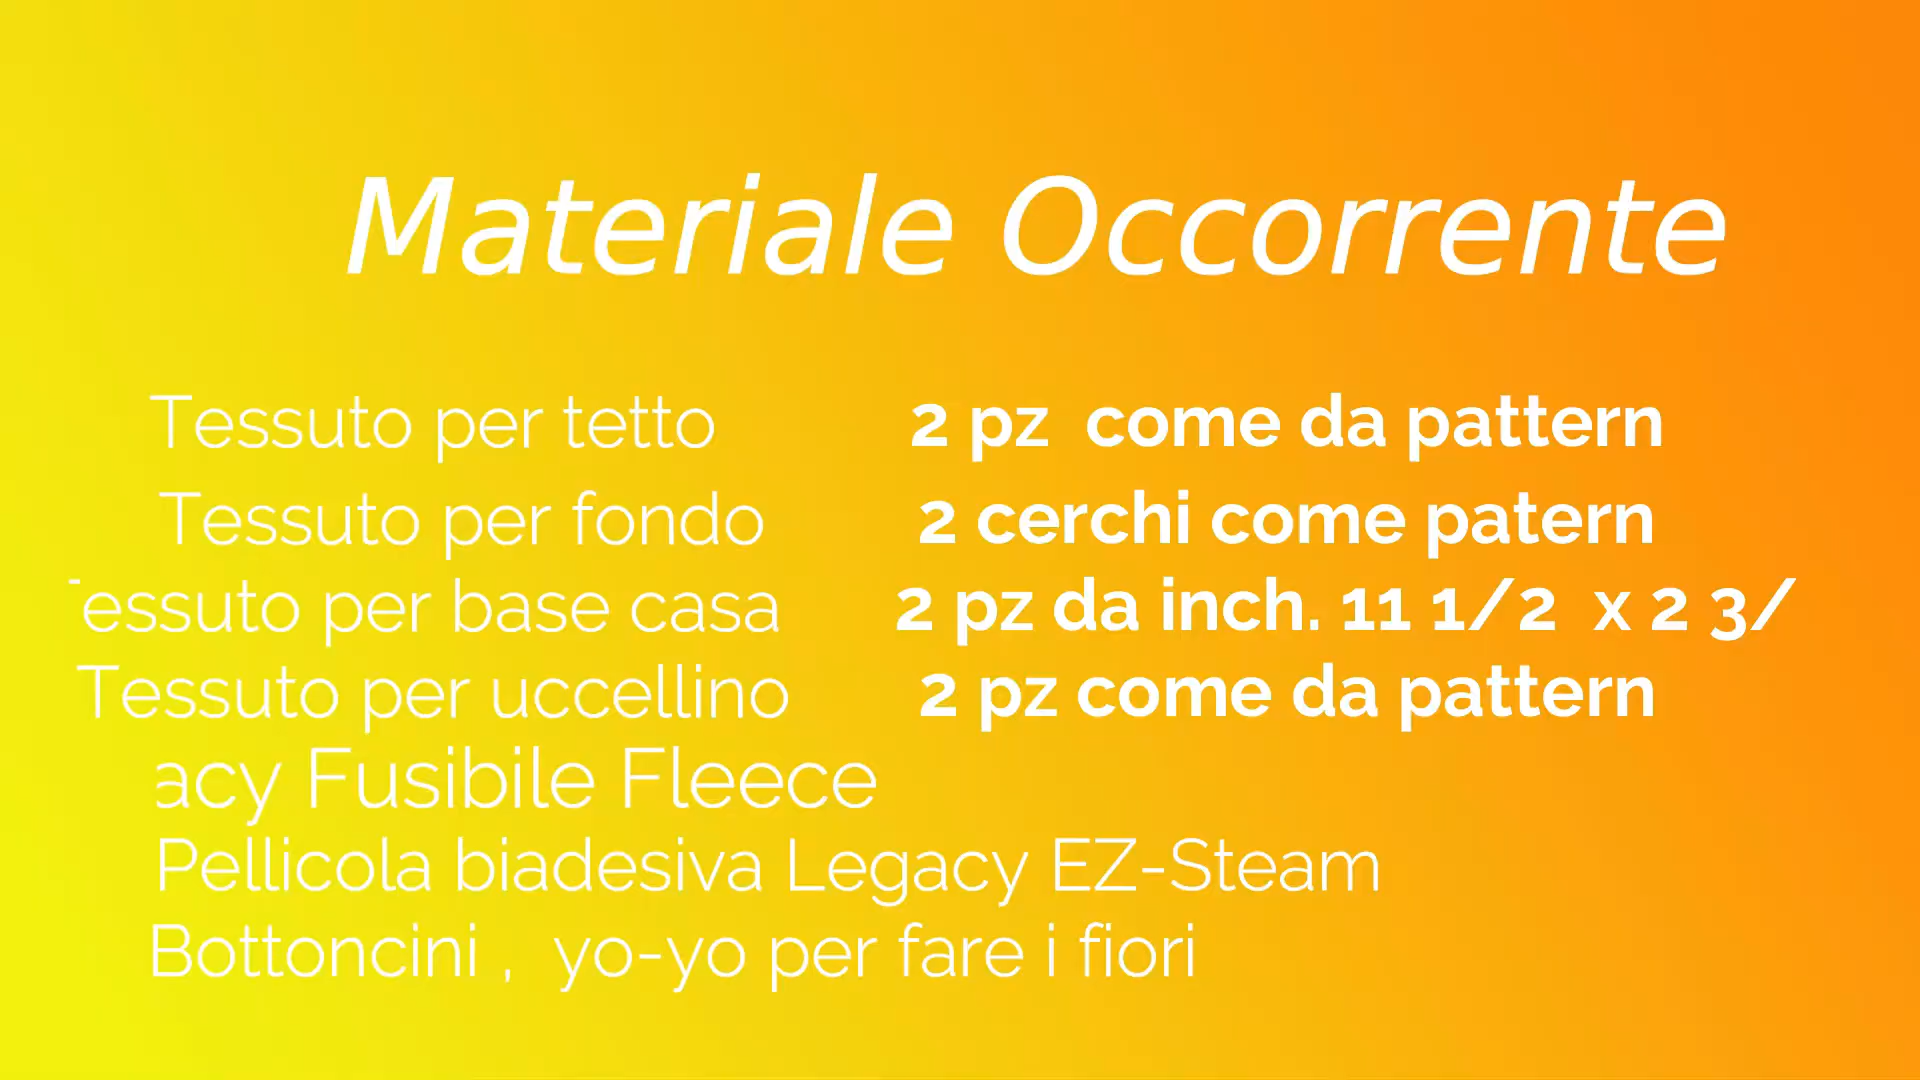 Materiale Occorrente
Tessuto per tetto 2 pz come da pattern
Tessuto per fondo 2 cerchi come patern
essuto per base casa 2 pz da inch. 11 1/2 x 2 3/
Tessuto per uccellino 2 pz come da pattern
acy Fusibile Fleece
Pellicola biadesiva Legacy EZ-Steam
Bottoncini , yo-yo per fare i fiori